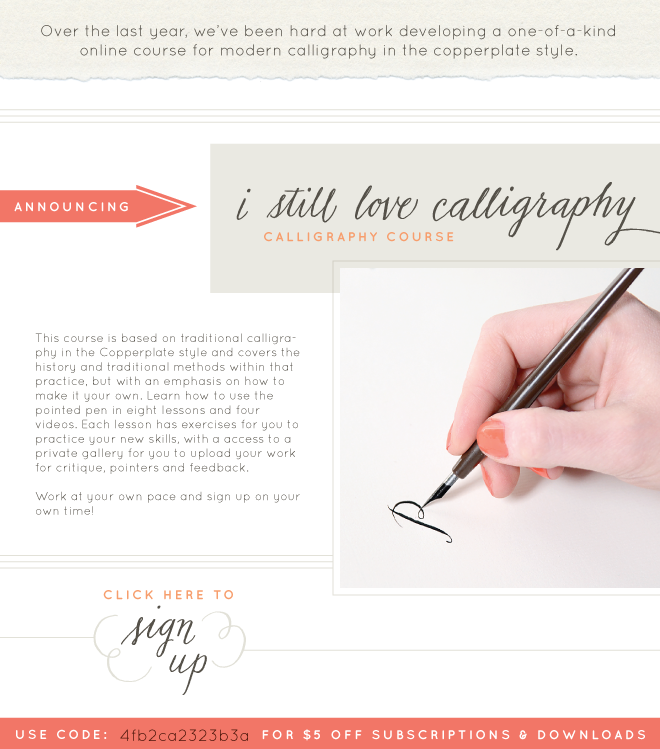 Over the last year, we've been hard at work developing a one-of-a-kind
online course for modern calligraphy in the copperplate style.
ANNOUNCING
i still love calligraphy
CALLIGRAPHY COURSE
This course is based on traditional calligra-
phy in the Copperplate style and covers the
history and traditional methods within that
practice, but with an emphasis on how to
make it your own. Learn how to use the
pointed pen in eight lessons and four
videos. Each lesson has exercises for you to
practice your new skills, with a access to a
private gallery for you to upload your work
for critique, pointers and feedback.
Work at your own pace and sign up on your
own time!
CLICK HERE TO
sign
up
USE CODE: 4fb2ca2323b3a FOR $5 OFF SUBSCRIPTIONS & DOWNLOADS